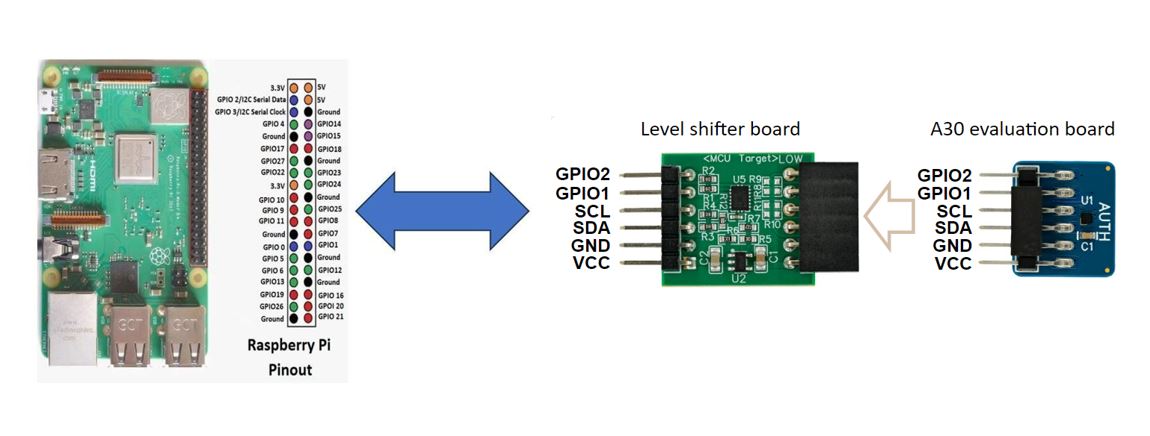 3.3V 5V
GPIO 2/I2C Serial Data 5V
GPIO 3/I2C Serial Clock Ground
GPIO 4 GPIO14
Ground GPIO15
GPIO17 GPIO18
GPIO27 Ground
GPIO22 GPIO23
3.3V GPIO24
GPIO 10 Ground
GPIO 9 GPIO25
GPIO 11 GPIO8
Ground GPIO7
GPIO 0 GPIO1
GPIO 5 Ground
GPIO 6 GPIO12
GPIO13 Ground
GPIO19 GPIO 16
GPIO26 GPOI 20
Ground GPIO 21
Raspberry Pi
Pinout
HDMI
GCT
GCT
Level shifter board
GPIO2
GPIO1
SCL
SDA
GND
VCC
<MCU Target>LOW
R2
U5
R9
R8
R1
R4
R7
R10
R3
R6
R5
C2
C1
U2
A30 evaluation board
GPIO2
GPIO1
SCL
SDA
GND
VCC
U1
C1
AUTH